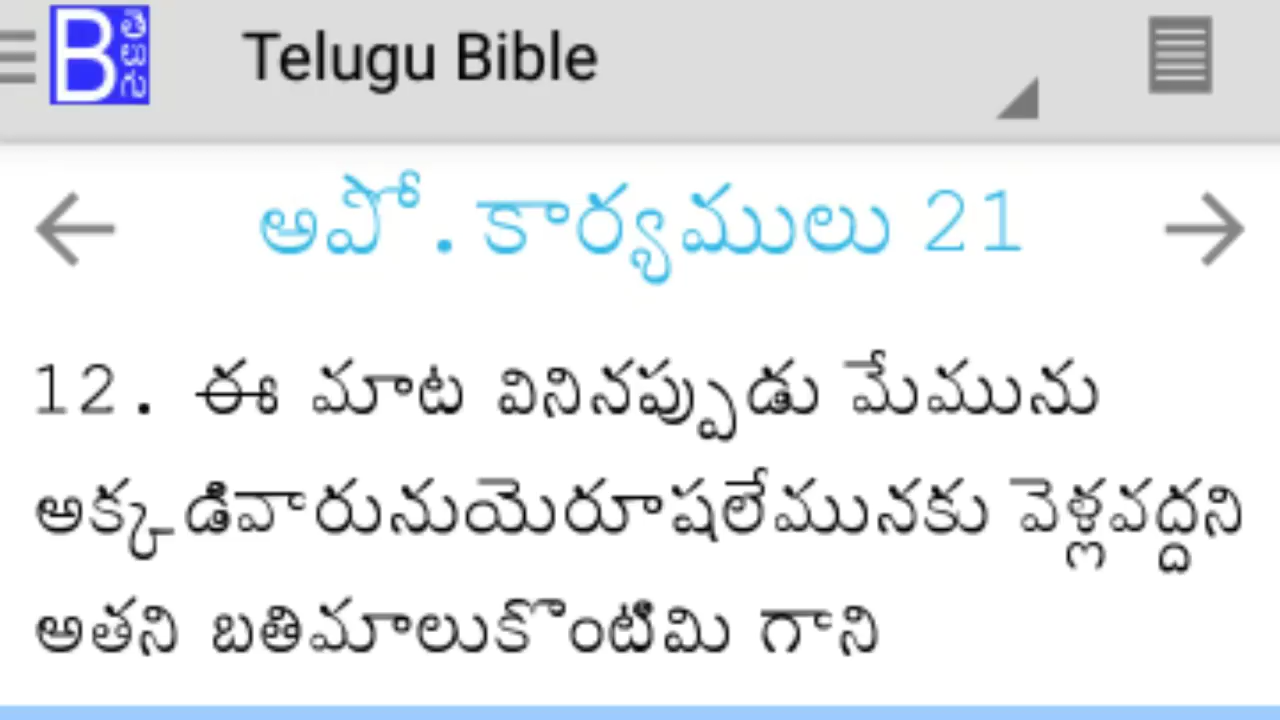 B తెలుగు
Telugu Bible
అపో.కార్యములు 21
12. ఈ మాట వినినప్పుడు మేమును
అక్కడివారునుయెరూషలేమునకు వెళ్లవద్దని
అతని బతిమాలుకొంటిమి గాని